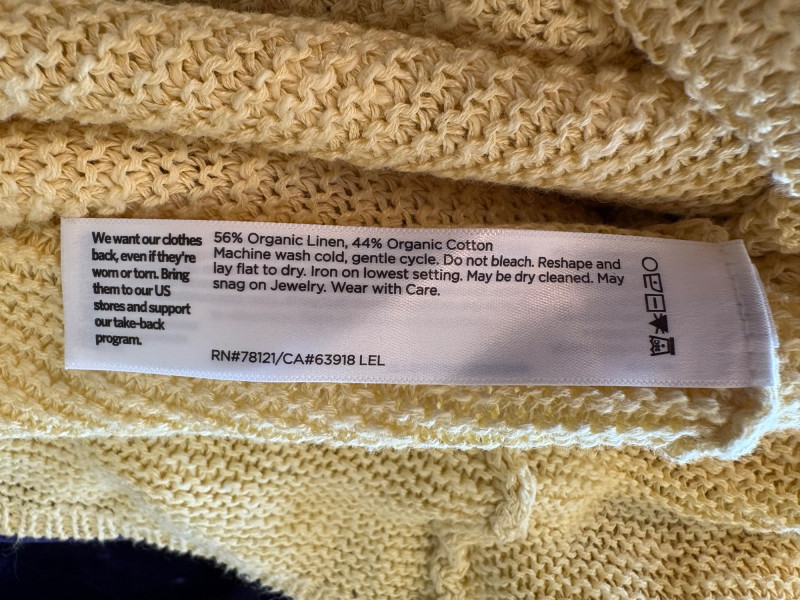 We want our clothes
back, even if they're
worn or torn. Bring
them to our US
stores and support
our take-back
program.
56% Organic Linen, 44% Organic Cotton
Machine wash cold, gentle cycle. Do not bleach. Reshape and
lay flat to dry. Iron on lowest setting. May be dry cleaned. May
snag on Jewelry. Wear with Care.
RN#78121/CA#63918 LEL